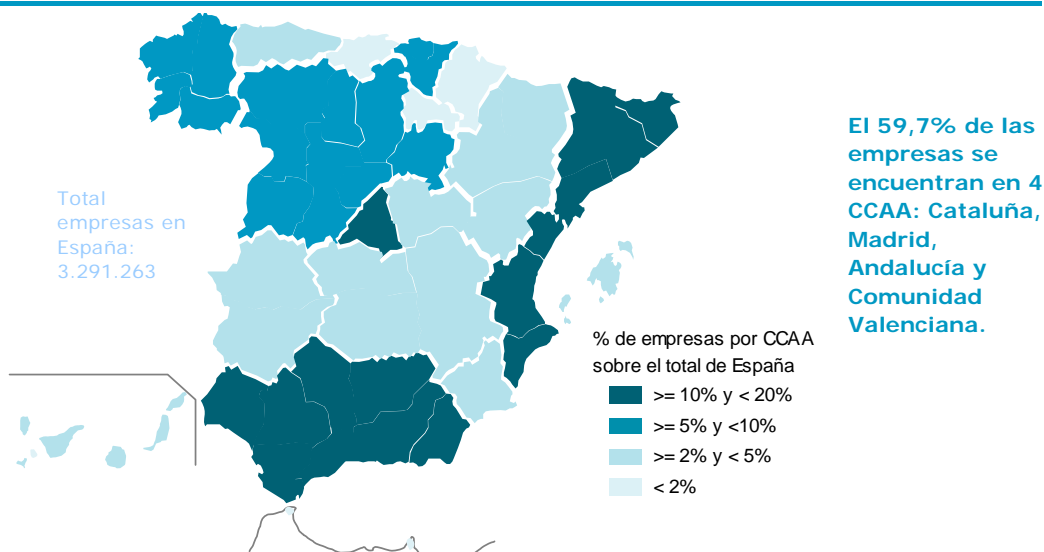 El 59,7% de las
empresas se
encuentran en 4
CCAA: Cataluña,
Madrid,
Andalucía y
Comunidad
Valenciana.
Total
empresas en
España:
3.291.263
% de empresas por CCAA
sobre el total de España
>= 10% y < 20%
>= 5% y <10%
>= 2% y < 5%
< 2%